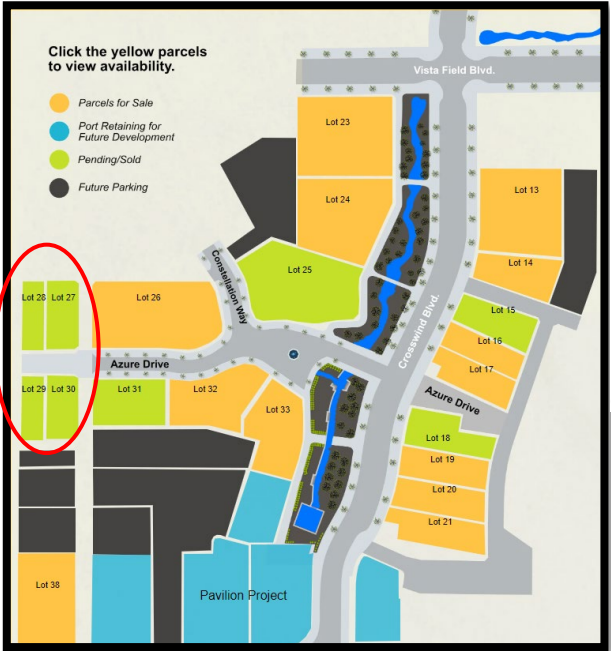 Click the yellow parcels
to view availability.
Parcels for Sale
Port Retaining for
Future Development
Pending/Sold
Future Parking
Vista Field Blvd.
Lot 23
Lot 24
Lot 13
Lot 14
Constellation Way
Lot 25
Lot 28
Lot 27
Lot 26
Crosswind Blvd.
Lot 15
Lot 16
Lot 17
Azure Drive
Lot 29
Lot 30
Lot 31
Lot 32
Lot 33
Azure Drive
Lot 18
Lot 19
Lot 20
Lot 21
Lot 38
Pavilion Project